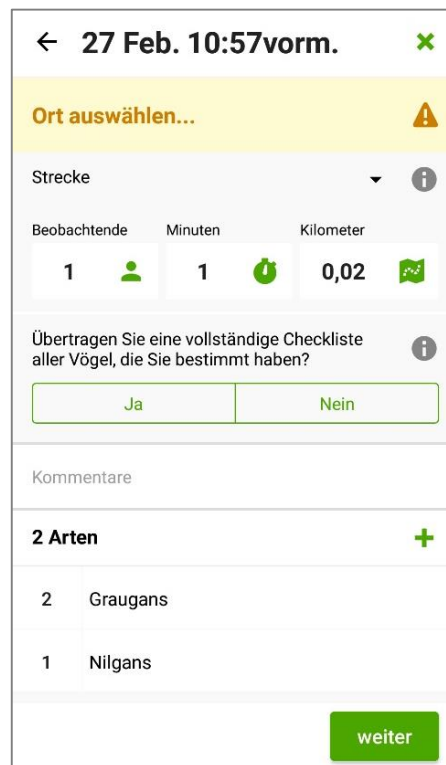 27 Feb. 10:57vorm.
Ort auswählen...
Strecke
Beobachtende Minuten Kilometer
1 1 0,02
Übertragen Sie eine vollständige Checkliste
aller Vögel, die Sie bestimmt haben?
Ja Nein
Kommentare
2 Arten
2 Graugans
1 Nilgans
weiter